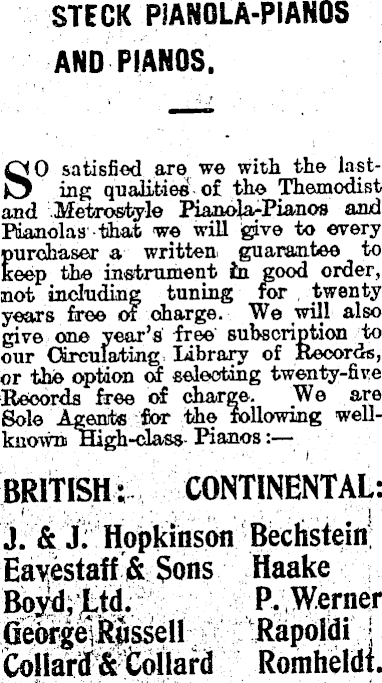 STECK PIANOLA-PIANOS
AND PIANOS.
SO satisfied are we with the last-
ing qualities of the Themodist
and Metrostyle Pianola-Pianos and
Pianolas that we will give to every
purchaser a written guarantee to
keep the instrument in good order,
not including tuning for twenty
years free of charge. We will also
give one year's free subscription to
our Circulating Library of Records,
or the option of selecting twenty-five
Records free of charge. We are
Sole Agents for the following well-
known High-class Pianos:—
BRITISH: CONTINENTAL:
J. & J. Hopkinson Bechstein
Eavestaff & Sons Haake
Boyd, Ltd. P. Werner
George Russell Rapoldi
Collard & Collard Romheldt.